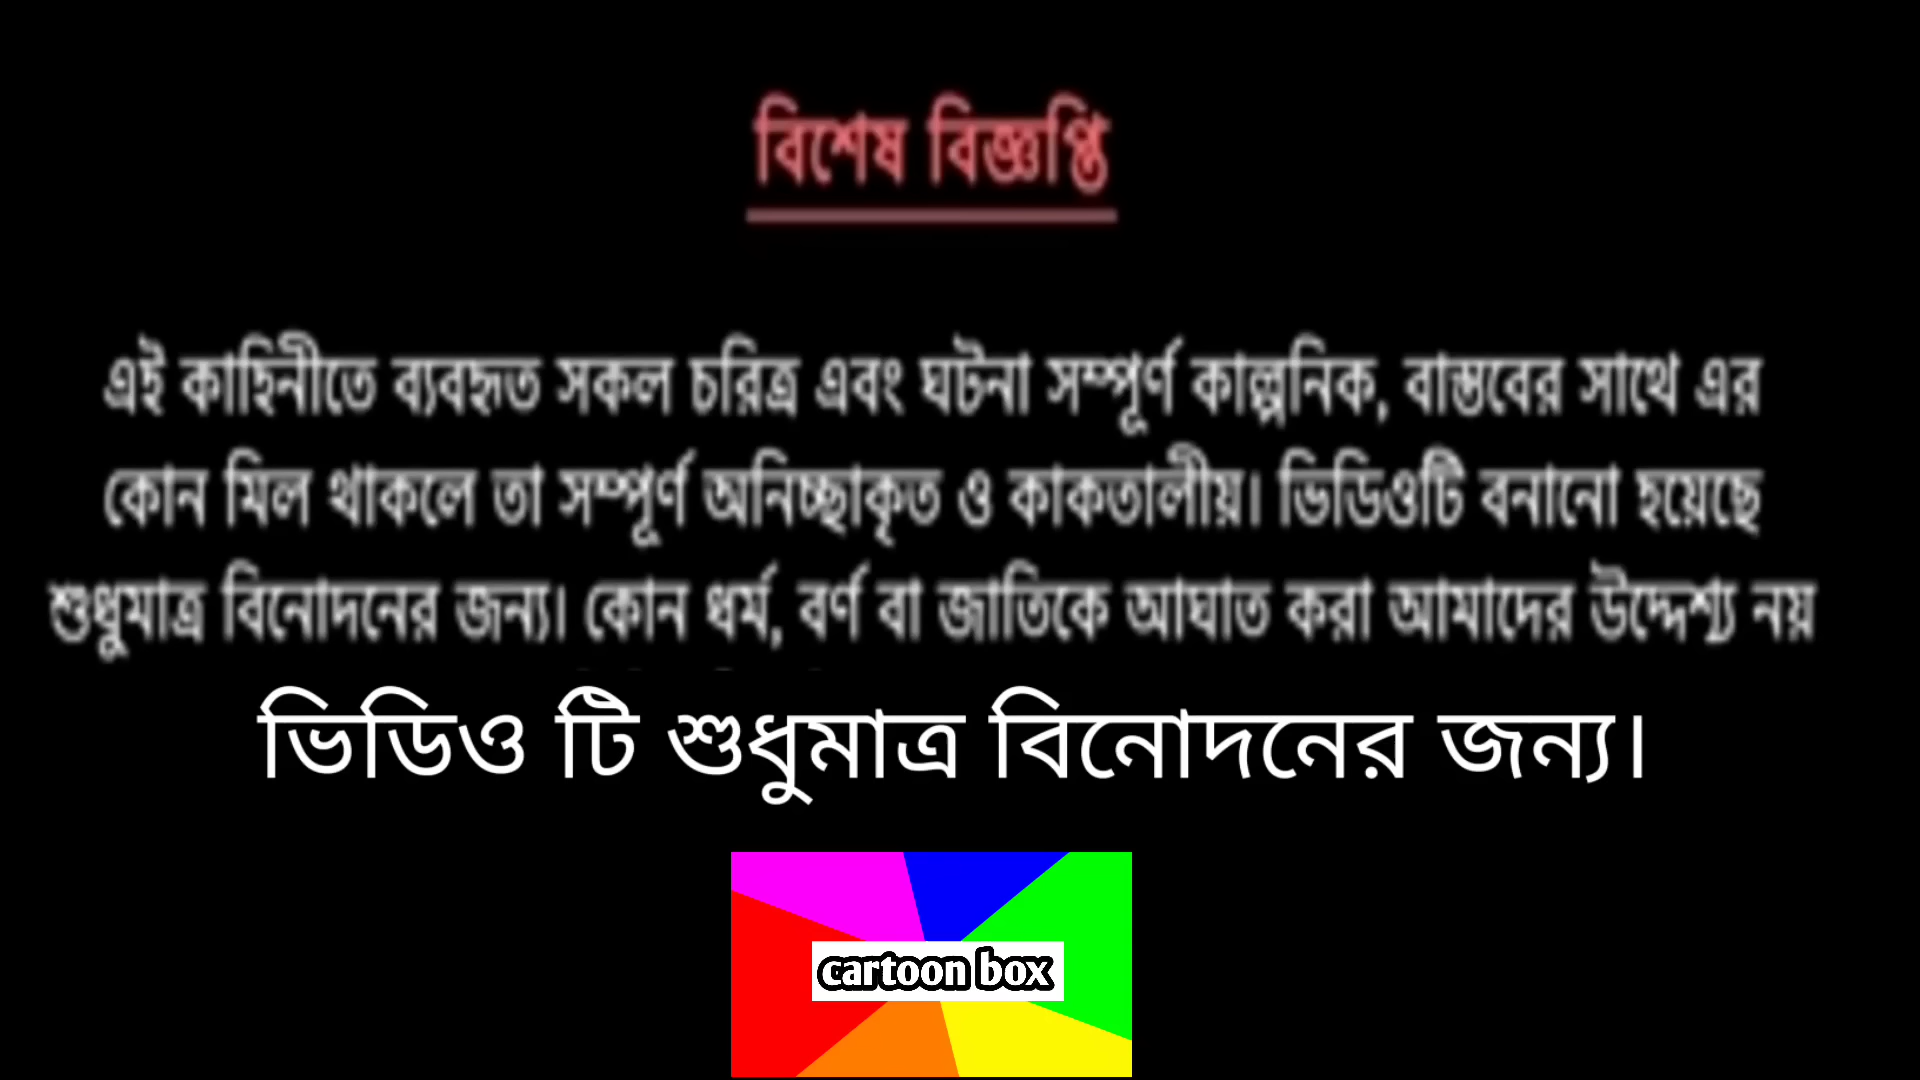 বিশেষ বিজ্ঞপ্তি
এই কাহিনীতে ব্যবহৃত সকল চরিত্র এবং ঘটনা সম্পূর্ণ কাল্পনিক, বাস্তবের সাথে এর
কোন মিল থাকলে তা সম্পূর্ণ অনিচ্ছাকৃত ও কাকতালীয়। ভিডিওটি বনানো হয়েছে
শুধুমাত্র বিনোদনের জন্য। কোন ধর্ম, বর্ণ বা জাতিকে আঘাত করা আমাদের উদ্দেশ্য নয়
ভিডিও টি শুধুমাত্র বিনোদনের জন্য।
cartoon box